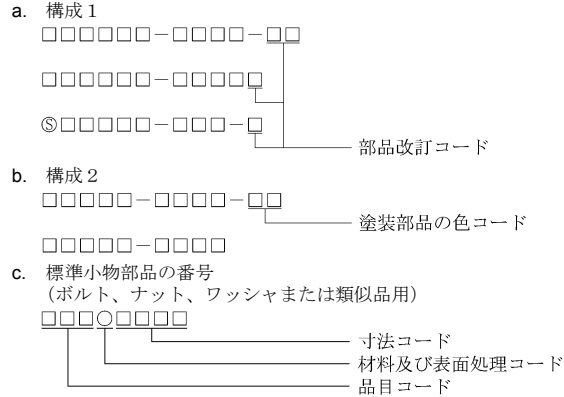 a. 構成1
□□□□□□-□□□□-□□
□□□□□□-□□□□□
Ⓢ□□□□□-□□□-□
部品改訂コード
b. 構成2
□□□□□-□□□□-□□
塗装部品の色コード
□□□□□-□□□□
c. 標準小物部品の番号
(ボルト、ナット、ワッシャまたは類似品用)
□□□○□□□□
寸法コード
材料及び表面処理コード
品目コード